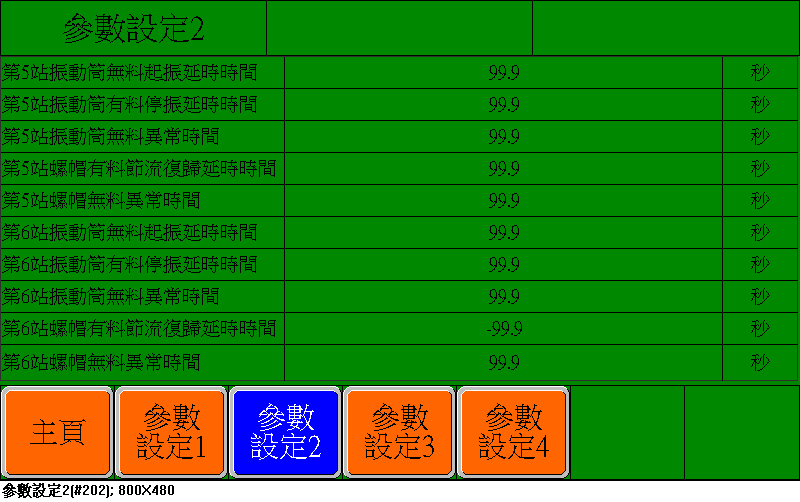 參數設定2
第5站振動筒無料起振延時時間 99.9 秒
第5站振動筒有料停振延時時間 99.9 秒
第5站振動筒無料異常時間 99.9 秒
第5站螺帽有料節流復歸延時時間 99.9 秒
第5站螺帽無料異常時間 99.9 秒
第6站振動筒無料起振延時時間 99.9 秒
第6站振動筒有料停振延時時間 99.9 秒
第6站振動筒無料異常時間 99.9 秒
第6站螺帽有料節流復歸延時時間 -99.9 秒
第6站螺帽無料異常時間 99.9 秒
主頁
參數
設定1
參數
設定2
參數
設定3
參數
設定4
參數設定2(#202); 800X480